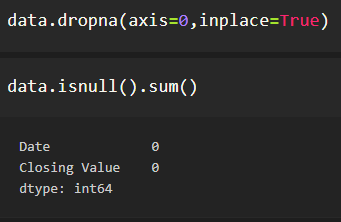 data.dropna(axis=0,inplace=True)
data.isnull().sum()
Date 0
Closing Value 0
dtype: int64